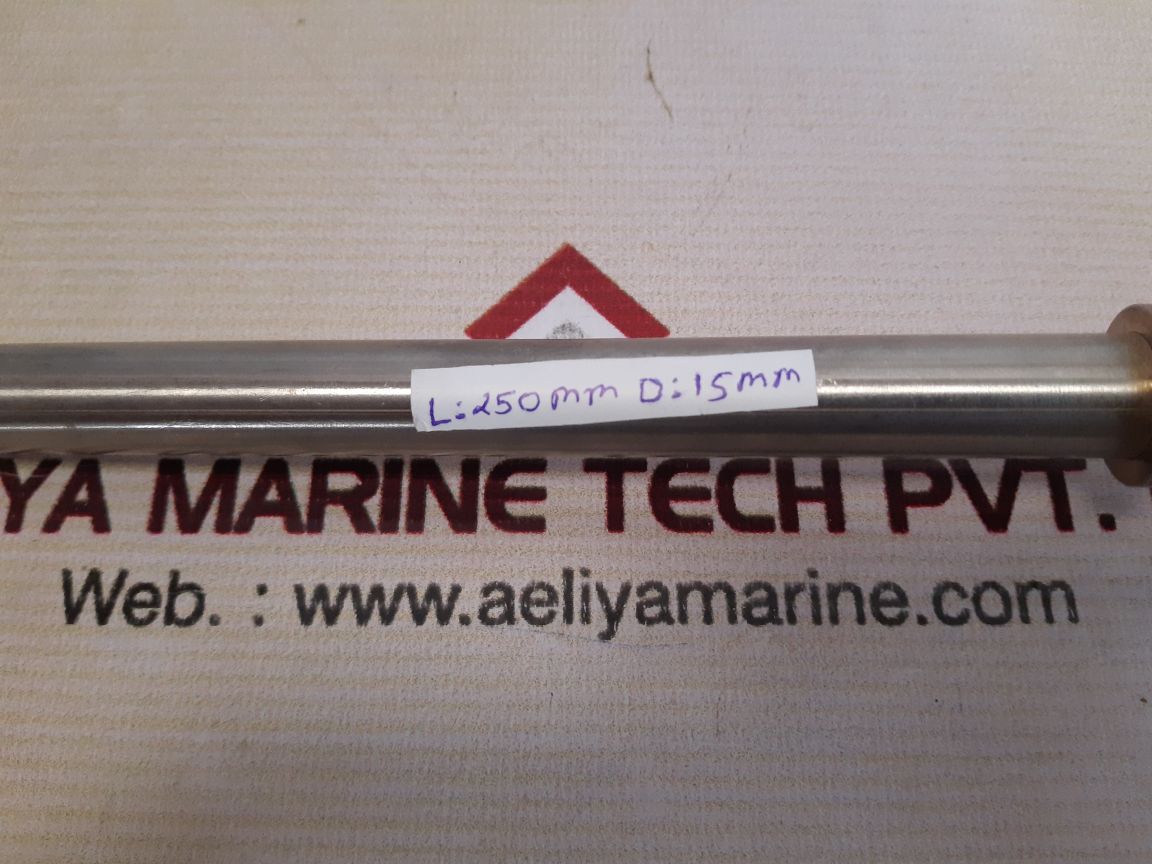 L:250mm D:15mm
YA MARINE TECH PVT.
Web. : www.aeliyamarine.com